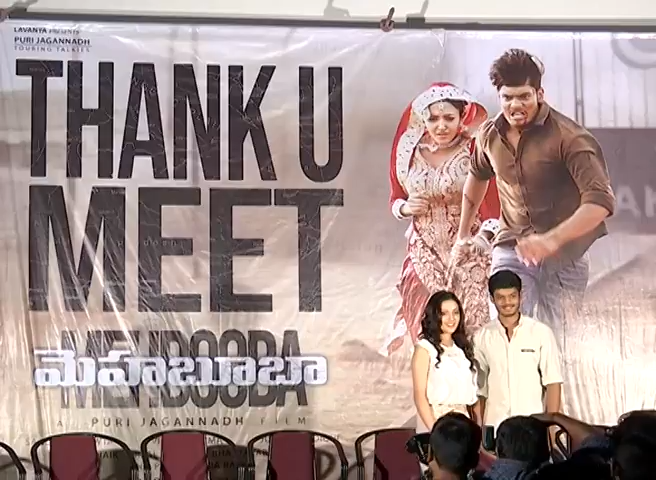 LAVANYA PRESENTS
PURI JAGANNADH
TOURING TALKIES
THANK U
MEET
MEHBOOBA
మెహబూబా
A PURI JAGANNADH FILM